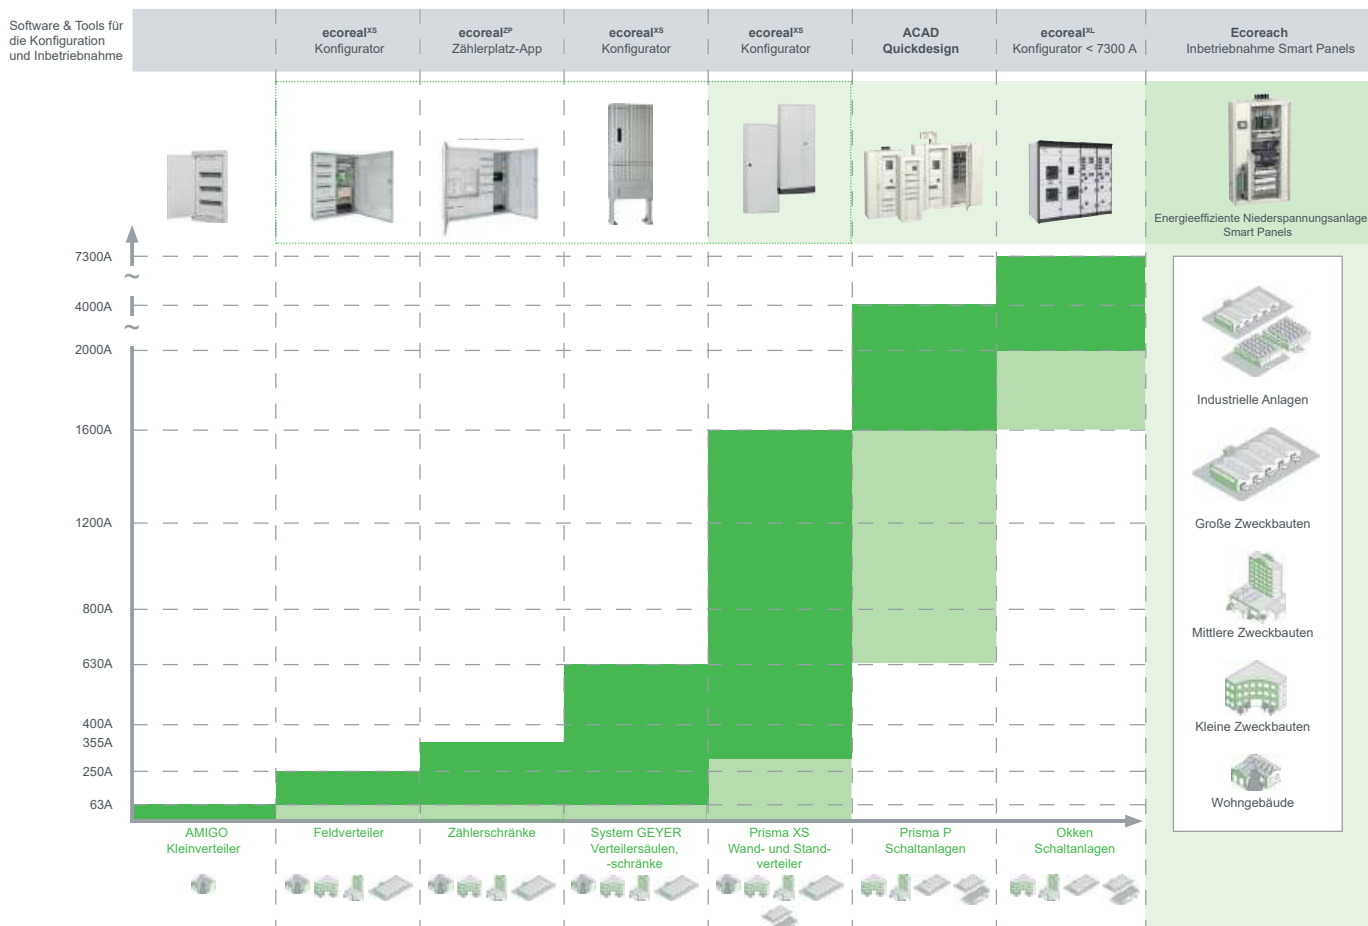 Software & Tools für
die Konfiguration
und Inbetriebnahme
ecorealXS
Konfigurator
ecorealZP
Zählerplatz-App
ecorealXS
Konfigurator
ecorealXS
Konfigurator
ACAD
Quickdesign
ecorealXL
Konfigurator < 7300 A
Ecoreach
Inbetriebnahme Smart Panels
Energieeffiziente Niederspannungsanlage
Smart Panels
7300A
~
4000A
~
2000A
1600A
1200A
800A
630A
400A
355A
250A
63A
Industrielle Anlagen
Große Zweckbauten
Mittlere Zweckbauten
Kleine Zweckbauten
Wohngebäude
AMIGO
Kleinverteiler
Feldverteiler
Zählerschränke
System GEYER
Verteilersäulen,
-schränke
Prisma XS
Wand- und Stand-
verteiler
Prisma P
Schaltanlagen
Okken
Schaltanlagen